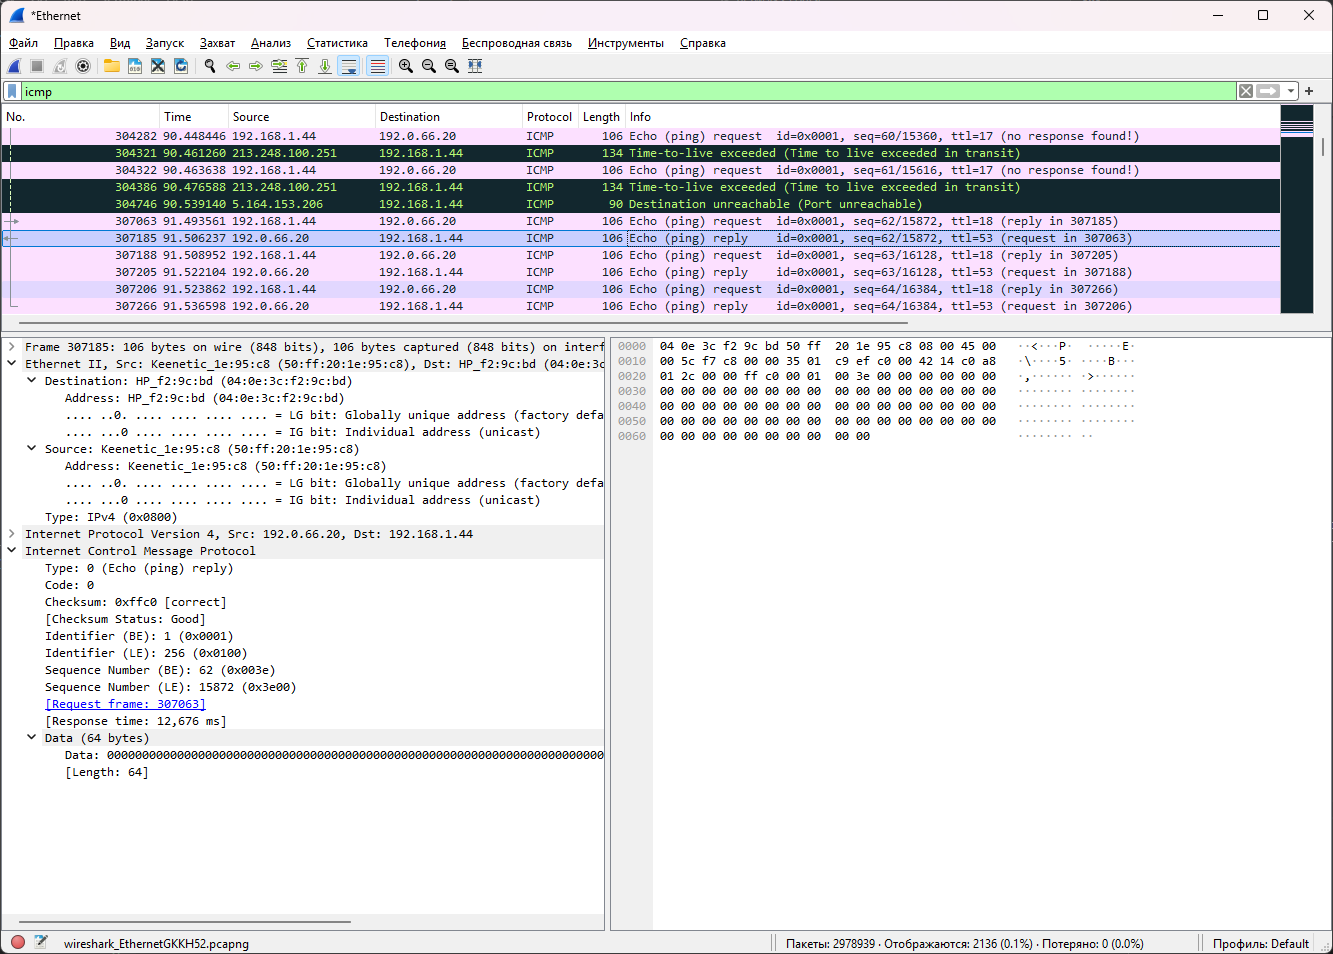 *Ethernet
Файл Правка Вид Запуск Захват Анализ Статистика Телефония Беспроводная связь Инструменты Справка
icmp
No. Time Source Destination Protocol Length Info
304282 90.448446 192.168.1.44 192.0.66.20 ICMP 106 Echo (ping) request id=0x0001, seq=60/15360, ttl=17 (no response found!)
304321 90.461260 213.248.100.251 192.168.1.44 ICMP 134 Time-to-live exceeded (Time to live exceeded in transit)
304322 90.463638 192.168.1.44 192.0.66.20 ICMP 106 Echo (ping) request id=0x0001, seq=61/15616, ttl=17 (no response found!)
304386 90.476588 213.248.100.251 192.168.1.44 ICMP 134 Time-to-live exceeded (Time to live exceeded in transit)
304746 90.539140 5.164.153.206 192.168.1.44 ICMP 90 Destination unreachable (Port unreachable)
307063 91.493561 192.168.1.44 192.0.66.20 ICMP 106 Echo (ping) request id=0x0001, seq=62/15872, ttl=18 (reply in 307185)
307185 91.506237 192.0.66.20 192.168.1.44 ICMP 106 Echo (ping) reply id=0x0001, seq=62/15872, ttl=53 (request in 307063)
307188 91.508952 192.168.1.44 192.0.66.20 ICMP 106 Echo (ping) request id=0x0001, seq=63/16128, ttl=18 (reply in 307205)
307205 91.522104 192.0.66.20 192.168.1.44 ICMP 106 Echo (ping) reply id=0x0001, seq=63/16128, ttl=53 (request in 307188)
307206 91.523862 192.168.1.44 192.0.66.20 ICMP 106 Echo (ping) request id=0x0001, seq=64/16384, ttl=18 (reply in 307266)
307266 91.536598 192.0.66.20 192.168.1.44 ICMP 106 Echo (ping) reply id=0x0001, seq=64/16384, ttl=53 (request in 307206)
Frame 307185: 106 bytes on wire (848 bits), 106 bytes captured (848 bits) on interf
Ethernet II, Src: Keenetic_1e:95:c8 (50:ff:20:1e:95:c8), Dst: HP_f2:9c:bd (04:0e:3c
Destination: HP_f2:9c:bd (04:0e:3c:f2:9c:bd)
Address: HP_f2:9c:bd (04:0e:3c:f2:9c:bd)
.... ..0. .... .... .... .... = LG bit: Globally unique address (factory defa
.... ...0 .... .... .... .... = IG bit: Individual address (unicast)
Source: Keenetic_1e:95:c8 (50:ff:20:1e:95:c8)
Address: Keenetic_1e:95:c8 (50:ff:20:1e:95:c8)
.... ..0. .... .... .... .... = LG bit: Globally unique address (factory defa
.... ...0 .... .... .... .... = IG bit: Individual address (unicast)
Type: IPv4 (0x0800)
Internet Protocol Version 4, Src: 192.0.66.20, Dst: 192.168.1.44
Internet Control Message Protocol
Type: 0 (Echo (ping) reply)
Code: 0
Checksum: 0xffc0 [correct]
[Checksum Status: Good]
Identifier (BE): 1 (0x0001)
Identifier (LE): 256 (0x0100)
Sequence Number (BE): 62 (0x003e)
Sequence Number (LE): 15872 (0x3e00)
[Request frame: 307063]
[Response time: 12,676 ms]
Data (64 bytes)
Data: 00000000000000000000000000000000000000000000000000000000000000000000000
[Length: 64]
0000 04 0e 3c f2 9c bd 50 ff 20 1e 95 c8 08 00 45 00 ··<···P· ·····E·
0010 00 5c f7 c8 00 00 35 01 c9 ef c0 00 42 14 c0 a8 ·\····5· ····B···
0020 01 2c 00 00 ff c0 00 01 00 3e 00 00 00 00 00 00 ·,······ ·>······
0030 00 00 00 00 00 00 00 00 00 00 00 00 00 00 00 00 ········ ········
0040 00 00 00 00 00 00 00 00 00 00 00 00 00 00 00 00 ········ ········
0050 00 00 00 00 00 00 00 00 00 00 00 00 00 00 00 00 ········ ········
0060 00 00 00 00 00 00 00 00 00 00 ········ ··
wireshark_EthernetGKKH52.pcapng
Пакеты: 2978939 · Отображаются: 2136 (0.1%) · Потеряно: 0 (0.0%)
Профиль: Default